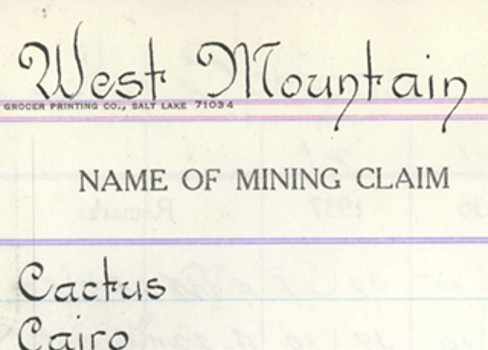 West Mountain
GROCER PRINTING CO., SALT LAKE 71034
NAME OF MINING CLAIM
Cactus
Cairo